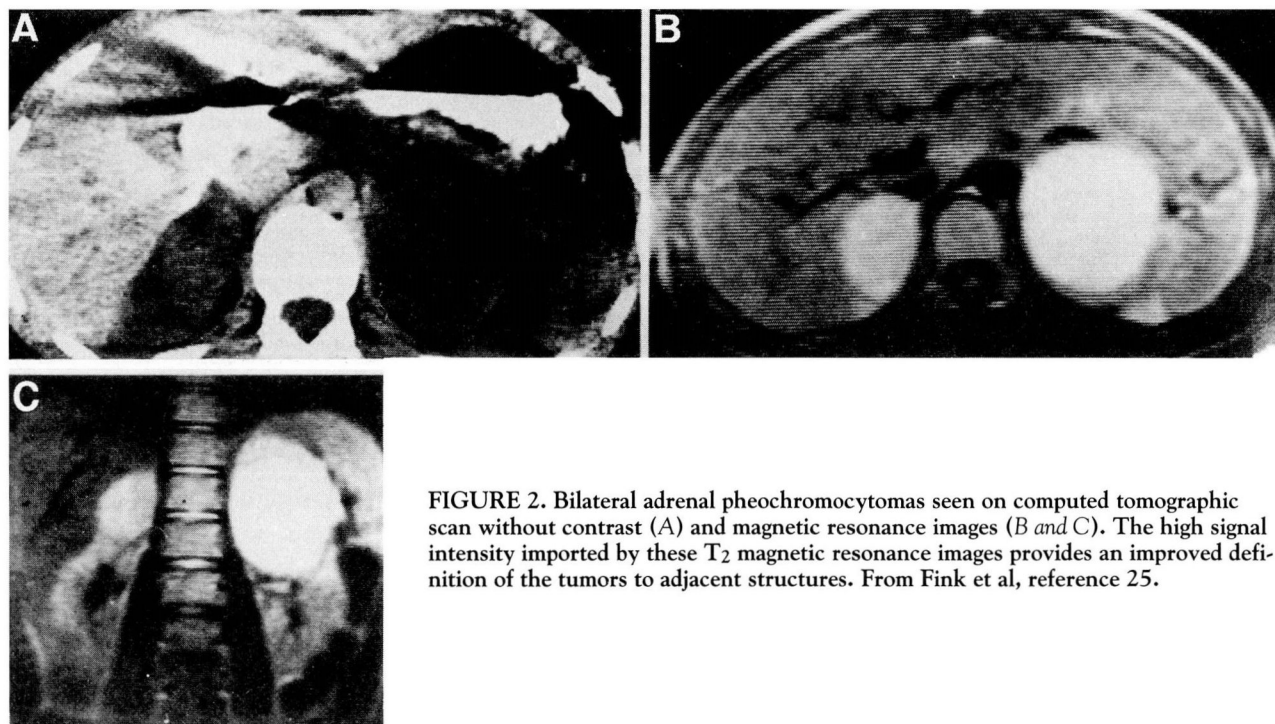 A
B
C
FIGURE 2. Bilateral adrenal pheochromocytomas seen on computed tomographic
scan without contrast (A) and magnetic resonance images (B and C). The high signal
intensity imported by these T2 magnetic resonance images provides an improved defi-
nition of the tumors to adjacent structures. From Fink et al, reference 25.